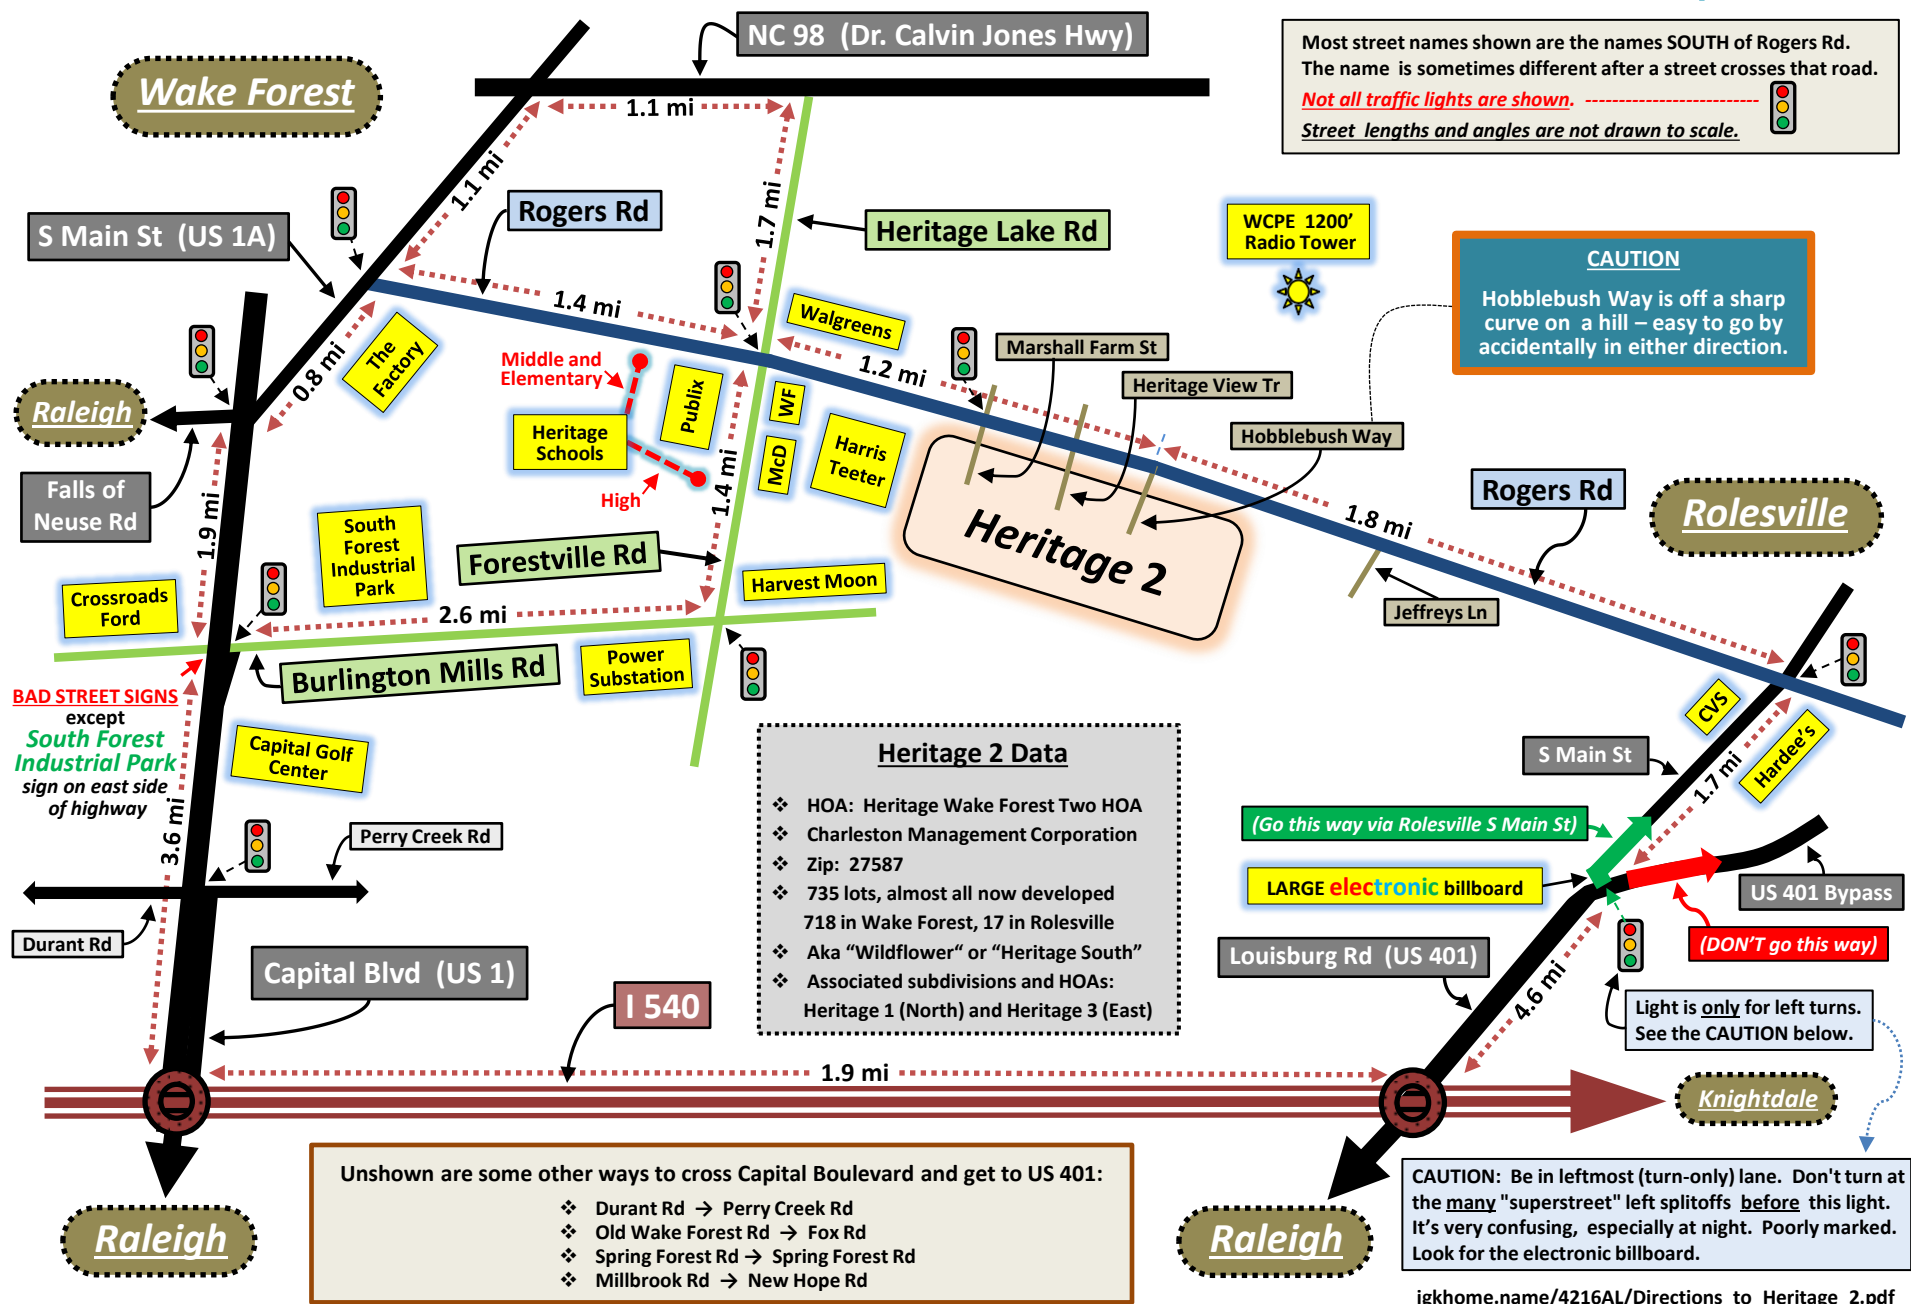 NC 98  (Dr. Calvin Jones Hwy)
Most street names shown are the names SOUTH of Rogers Rd.
The name  is sometimes different after a street crosses that road.
Not all traffic lights are shown.  --------------------------
Street  lengths and angles are not drawn to scale.
Wake Forest
1.1 mi
1.1 mi
1.7 mi
Rogers Rd
S Main St  (US 1A)
Heritage Lake Rd
WCPE  1200’
Radio Tower
CAUTION
Hobblebush Way is off a sharp
curve on  a hill – easy to go by
accidentally in either direction.
1.4 mi
Walgreens
The
Factory
0.8 mi
Middle and
Elementary
1.2 mi
Marshall Farm St
Heritage View Tr
Hobblebush Way
Raleigh
Publix
WF
McD
Harris
Teeter
Heritage
Schools
High
1.4 mi
Falls of
Neuse Rd
1.9 mi
South
Forest
Industrial
Park
Forestville Rd
Heritage 2
Rogers Rd
1.8 mi
Rolesville
Crossroads
Ford
2.6 mi
Harvest Moon
Jeffreys Ln
Burlington Mills Rd
Power
Substation
BAD STREET SIGNS
except
South Forest
Industrial Park
sign on east side
of highway
Capital Golf
Center
3.6 mi
Perry Creek Rd
Durant Rd
Capital Blvd  (US 1)
I 540
Heritage 2 Data
❖ HOA:  Heritage Wake Forest Two HOA
❖ Charleston Management Corporation
❖ Zip:  27587
❖ 735 lots, almost all now developed
718 in Wake Forest, 17 in Rolesville
❖ Aka “Wildflower“ or “Heritage South”
❖ Associated subdivisions and HOAs:
Heritage 1 (North) and Heritage 3 (East)
CVS
Hardee’s
S Main St
1.7 mi
(Go this way via Rolesville S Main St)
LARGE electronic billboard
US 401 Bypass
(DON’T go this way)
Louisburg Rd  (US 401)
4.6 mi
Light is only for left turns.
See the CAUTION below.
1.9 mi
Knightdale
Unshown are some other ways to cross Capital Boulevard and get to US 401:
❖ Durant Rd → Perry Creek Rd
❖ Old Wake Forest Rd → Fox Rd
❖ Spring Forest Rd → Spring Forest Rd
❖ Millbrook Rd → New Hope Rd
Raleigh
Raleigh
CAUTION:  Be in leftmost (turn-only) lane.  Don't turn at
the many "superstreet" left splitoffs before this light.
It’s very confusing,  especially at night.  Poorly marked.
Look for the electronic billboard.
jgkhome.name/4216AL/Directions_to_Heritage_2.pdf